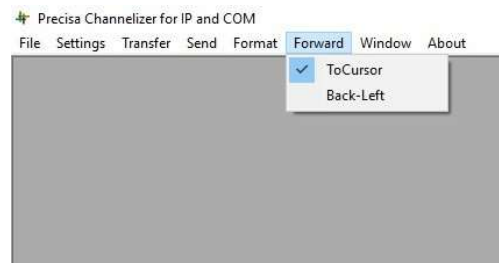 Precisa Channelizer for IP and COM
File Settings Transfer Send Format Forward Window About
ToCursor
Back-Left